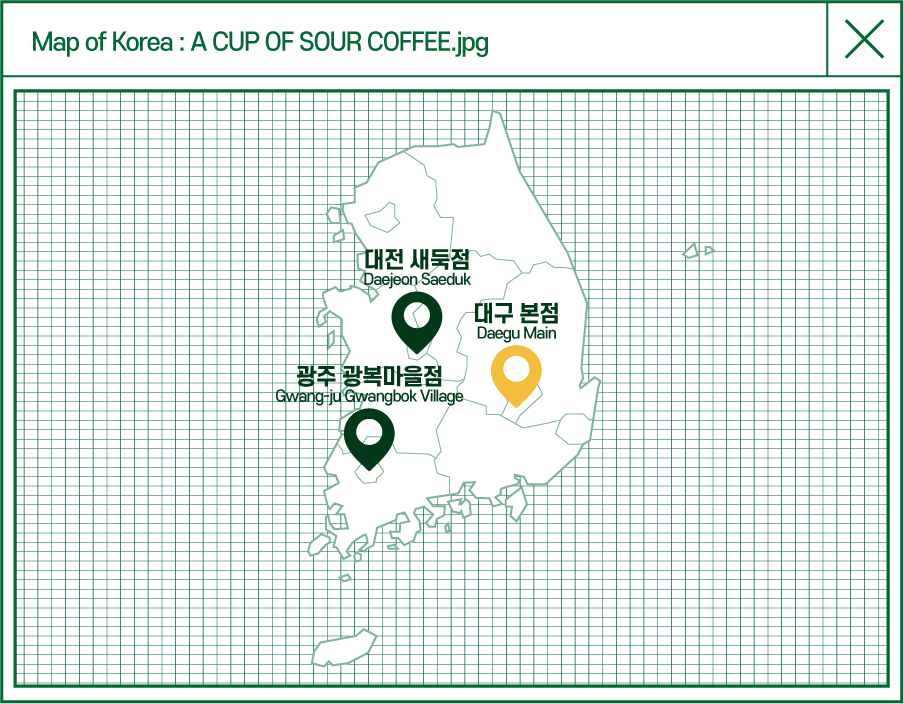 Map of Korea : A CUP OF SOUR COFFEE.jpg
대전 새둑점
Daejeon Saeduk
대구 본점
Daegu Main
광주 광복마을점
Gwang-ju Gwangbok Village